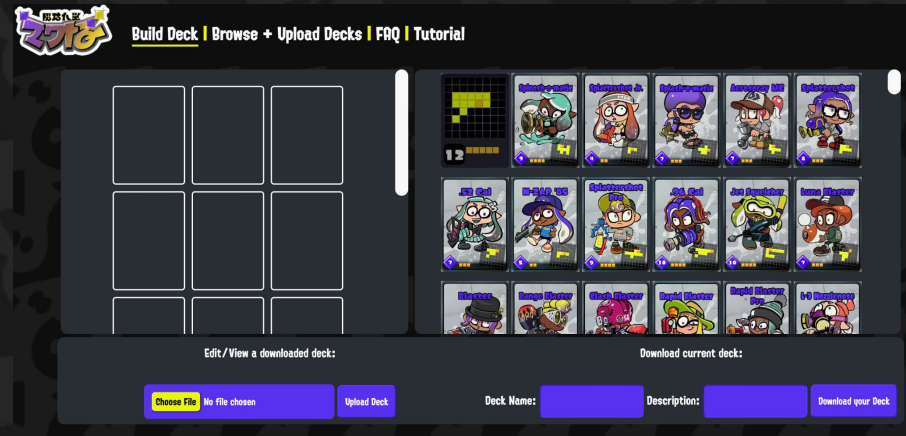 Build Deck | Browse + Upload Decks | FAQ | Tutorial
12
Splash-o-matic
Splattershot Jr.
Splash-o-matic
Aerospray MG
Splattershot
.52 Gal
N-ZAP '85
Splattershot Pro
.96 Gal
Jet Squelcher
Luna Blaster
Blaster
Range Blaster
Clash Blaster
Rapid Blaster
Rapid Blaster Pro
L-3 Nozzlenose
Edit/View a downloaded deck:
Download current deck:
Choose File No file chosen
Upload Deck
Deck Name:
Description:
Download your Deck